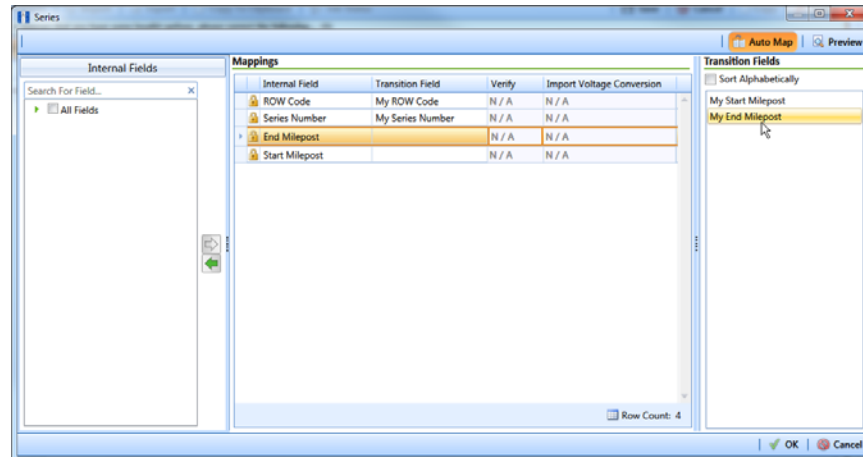 Series
Auto Map
Preview
Internal Fields
Search For Field...
All Fields
Mappings
Internal Field Transition Field Verify Import Voltage Conversion
ROW Code My ROW Code N / A N / A
Series Number My Series Number N / A N / A
End Milepost N / A N / A
Start Milepost N / A N / A
Row Count: 4
Transition Fields
Sort Alphabetically
My Start Milepost
My End Milepost
OK
Cancel